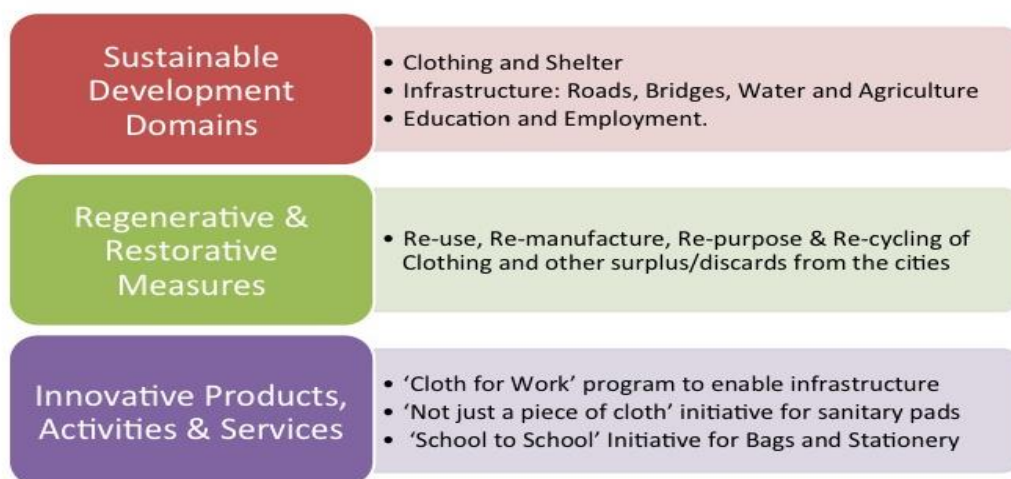 Sustainable
Development
Domains
• Clothing and Shelter
• Infrastructure: Roads, Bridges, Water and Agriculture
• Education and Employment.
Regenerative &
Restorative
Measures
• Re-use, Re-manufacture, Re-purpose & Re-cycling of
Clothing and other surplus/discards from the cities
Innovative Products,
Activities & Services
• ‘Cloth for Work’ program to enable infrastructure
• ‘Not just a piece of cloth’ initiative for sanitary pads
• ‘School to School’ Initiative for Bags and Stationery